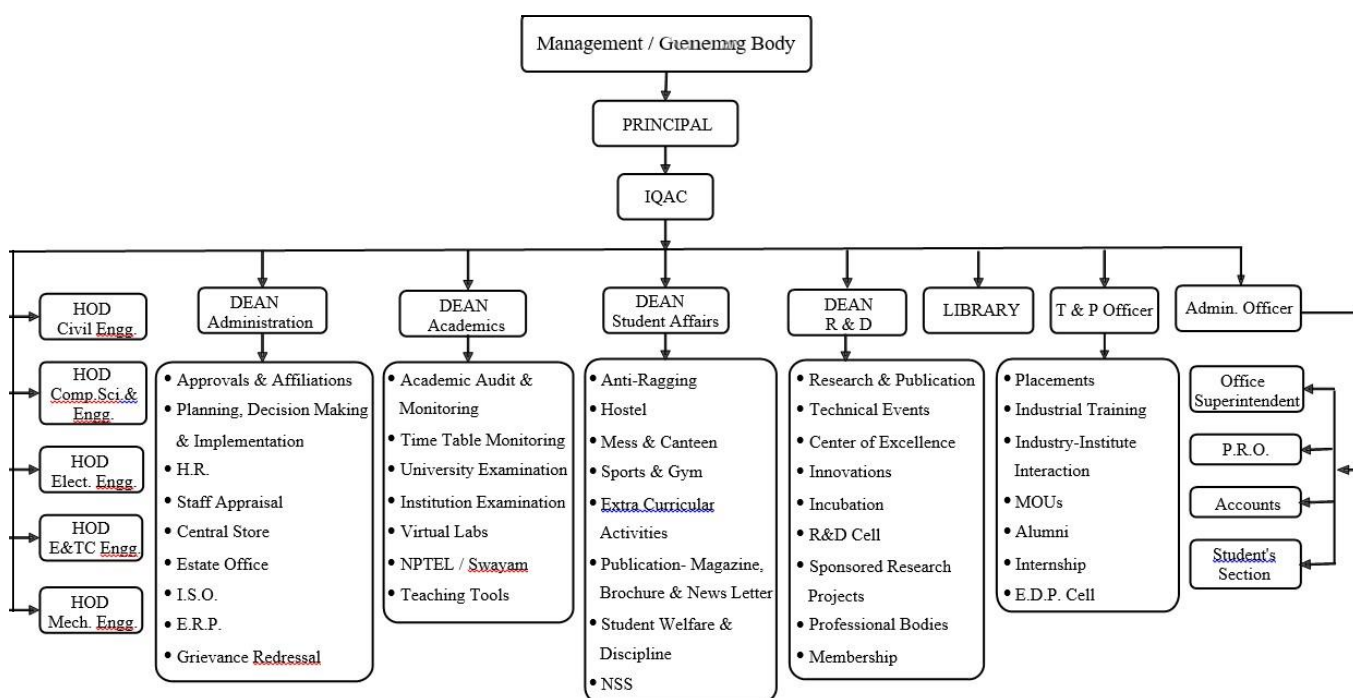 Management / Body
PRINCIPAL
IQAC
HOD
Civil Engg.
HOD
Comp.Sci.&
Engg.
HOD
Elect. Engg.
HOD
E&TC Engg.
HOD
Mech. Engg.
DEAN
Administration
• Approvals & Affiliations
• Planning, Decision Making
& Implementation
• H.R.
• Staff Appraisal
• Central Store
• Estate Office
• I.S.O.
• E.R.P.
• Grievance Redressal
DEAN
Academics
• Academic Audit &
Monitoring
• Time Table Monitoring
• University Examination
• Institution Examination
• Virtual Labs
• NPTEL / Swayam
• Teaching Tools
DEAN
Student Affairs
• Anti-Ragging
• Hostel
• Mess & Canteen
• Sports & Gym
• Extra Curricular
Activities
• Publication- Magazine,
Brochure & News Letter
• Student Welfare &
Discipline
• NSS
DEAN
R & D
• Research & Publication
• Technical Events
• Center of Excellence
• Innovations
• Incubation
• R&D Cell
• Sponsored Research
Projects
• Professional Bodies
• Membership
LIBRARY
T & P Officer
• Placements
• Industrial Training
• Industry-Institute
Interaction
• MOUs
• Alumni
• Internship
• E.D.P. Cell
Admin. Officer
Office
Superintendent
P.R.O.
Accounts
Student's
Section